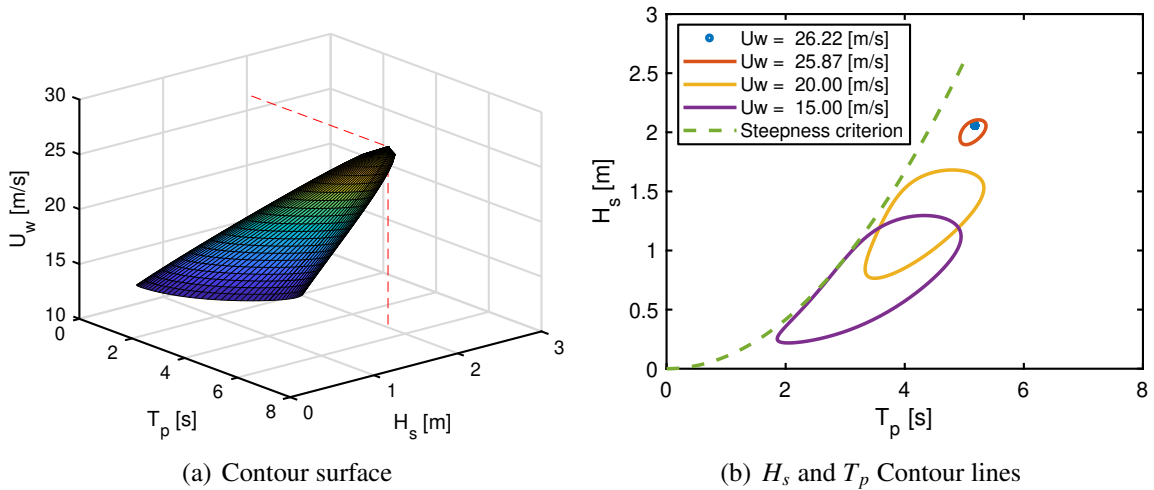 30
25
20
15
10
U_w [m/s]
0
2
4
6
8
T_p [s]
0
1
2
3
H_s [m]
(a) Contour surface
3
2.5
2
1.5
1
0.5
0
H_s [m]
Uw = 26.22 [m/s]
Uw = 25.87 [m/s]
Uw = 20.00 [m/s]
Uw = 15.00 [m/s]
Steepness criterion
0 2 4 6 8
T_p [s]
(b) H_s and T_p Contour lines